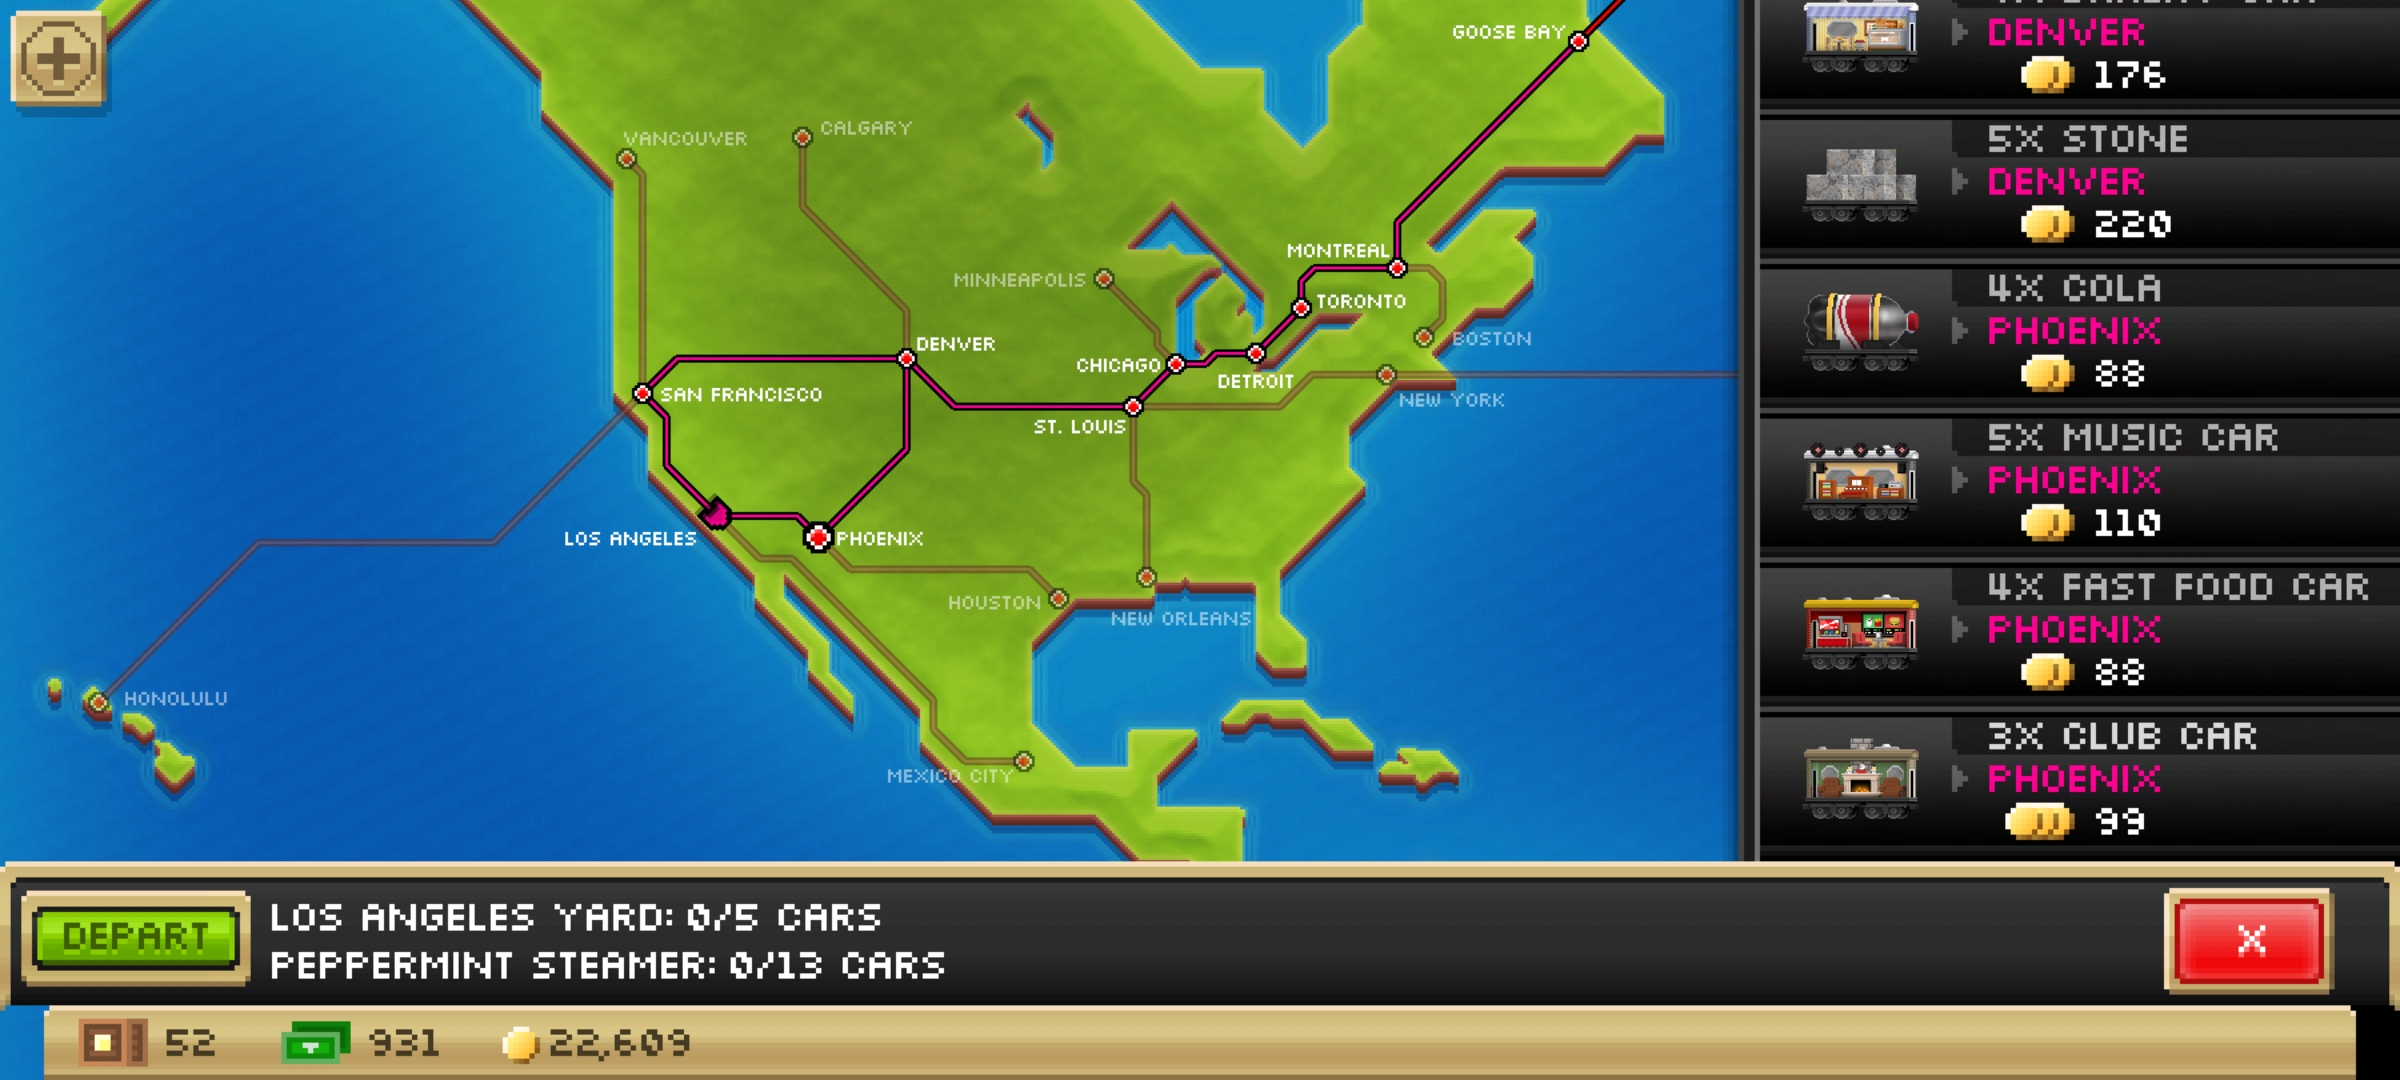 GOOSE BAY
VANCOUVER
CALGARY
MONTREAL
MINNEAPOLIS
TORONTO
DENVER
BOSTON
CHICAGO
DETROIT
SAN FRANCISCO
NEW YORK
ST. LOUIS
LOS ANGELES
PHOENIX
HOUSTON
NEW ORLEANS
HONOLULU
MEXICO CITY
DENVER
176
5X STONE
DENVER
220
4X COLA
PHOENIX
88
5X MUSIC CAR
PHOENIX
110
4X FAST FOOD CAR
PHOENIX
88
3X CLUB CAR
PHOENIX
99
DEPART
LOS ANGELES YARD: 0/5 CARS
PEPPERMINT STEAMER: 0/13 CARS
X
52
931
22,609